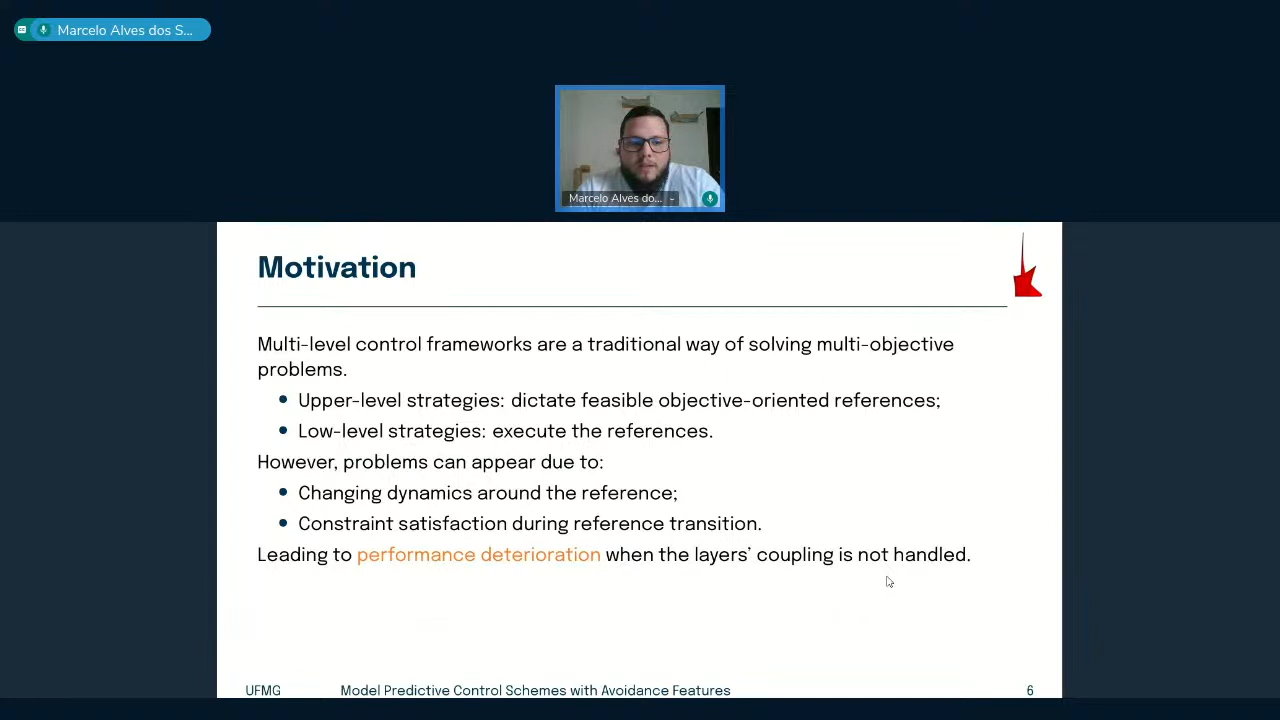 Marcelo Alves dos S...
Marcelo Alves do...
Motivation
Multi-level control frameworks are a traditional way of solving multi-objective
problems.
• Upper-level strategies: dictate feasible objective-oriented references;
• Low-level strategies: execute the references.
However, problems can appear due to:
• Changing dynamics around the reference;
• Constraint satisfaction during reference transition.
Leading to performance deterioration when the layers’ coupling is not handled.
UFMG Model Predictive Control Schemes with Avoidance Features 6